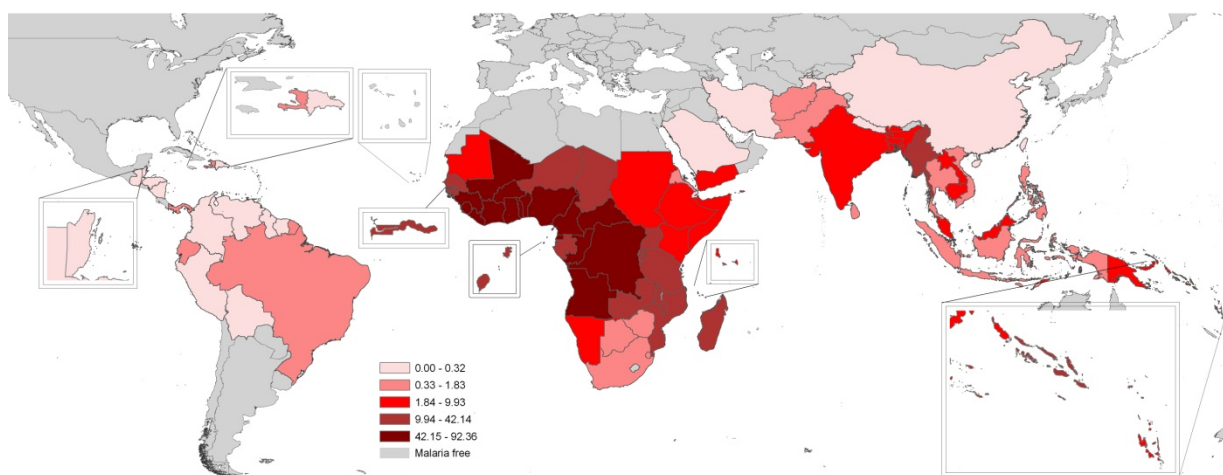 0.00 - 0.32
0.33 - 1.83
1.84 - 9.93
9.94 - 42.14
42.15 - 92.36
Malaria free